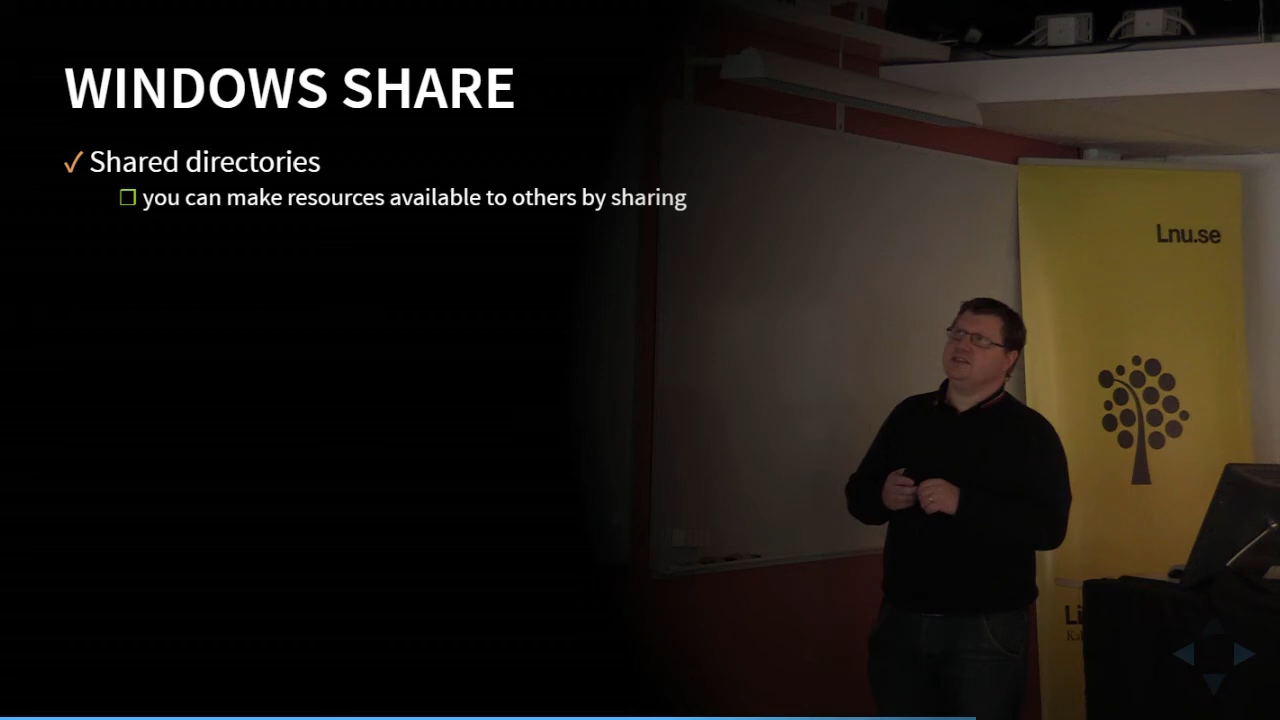 WINDOWS SHARE
✓ Shared directories
❐ you can make resources available to others by sharing
Lnu.se